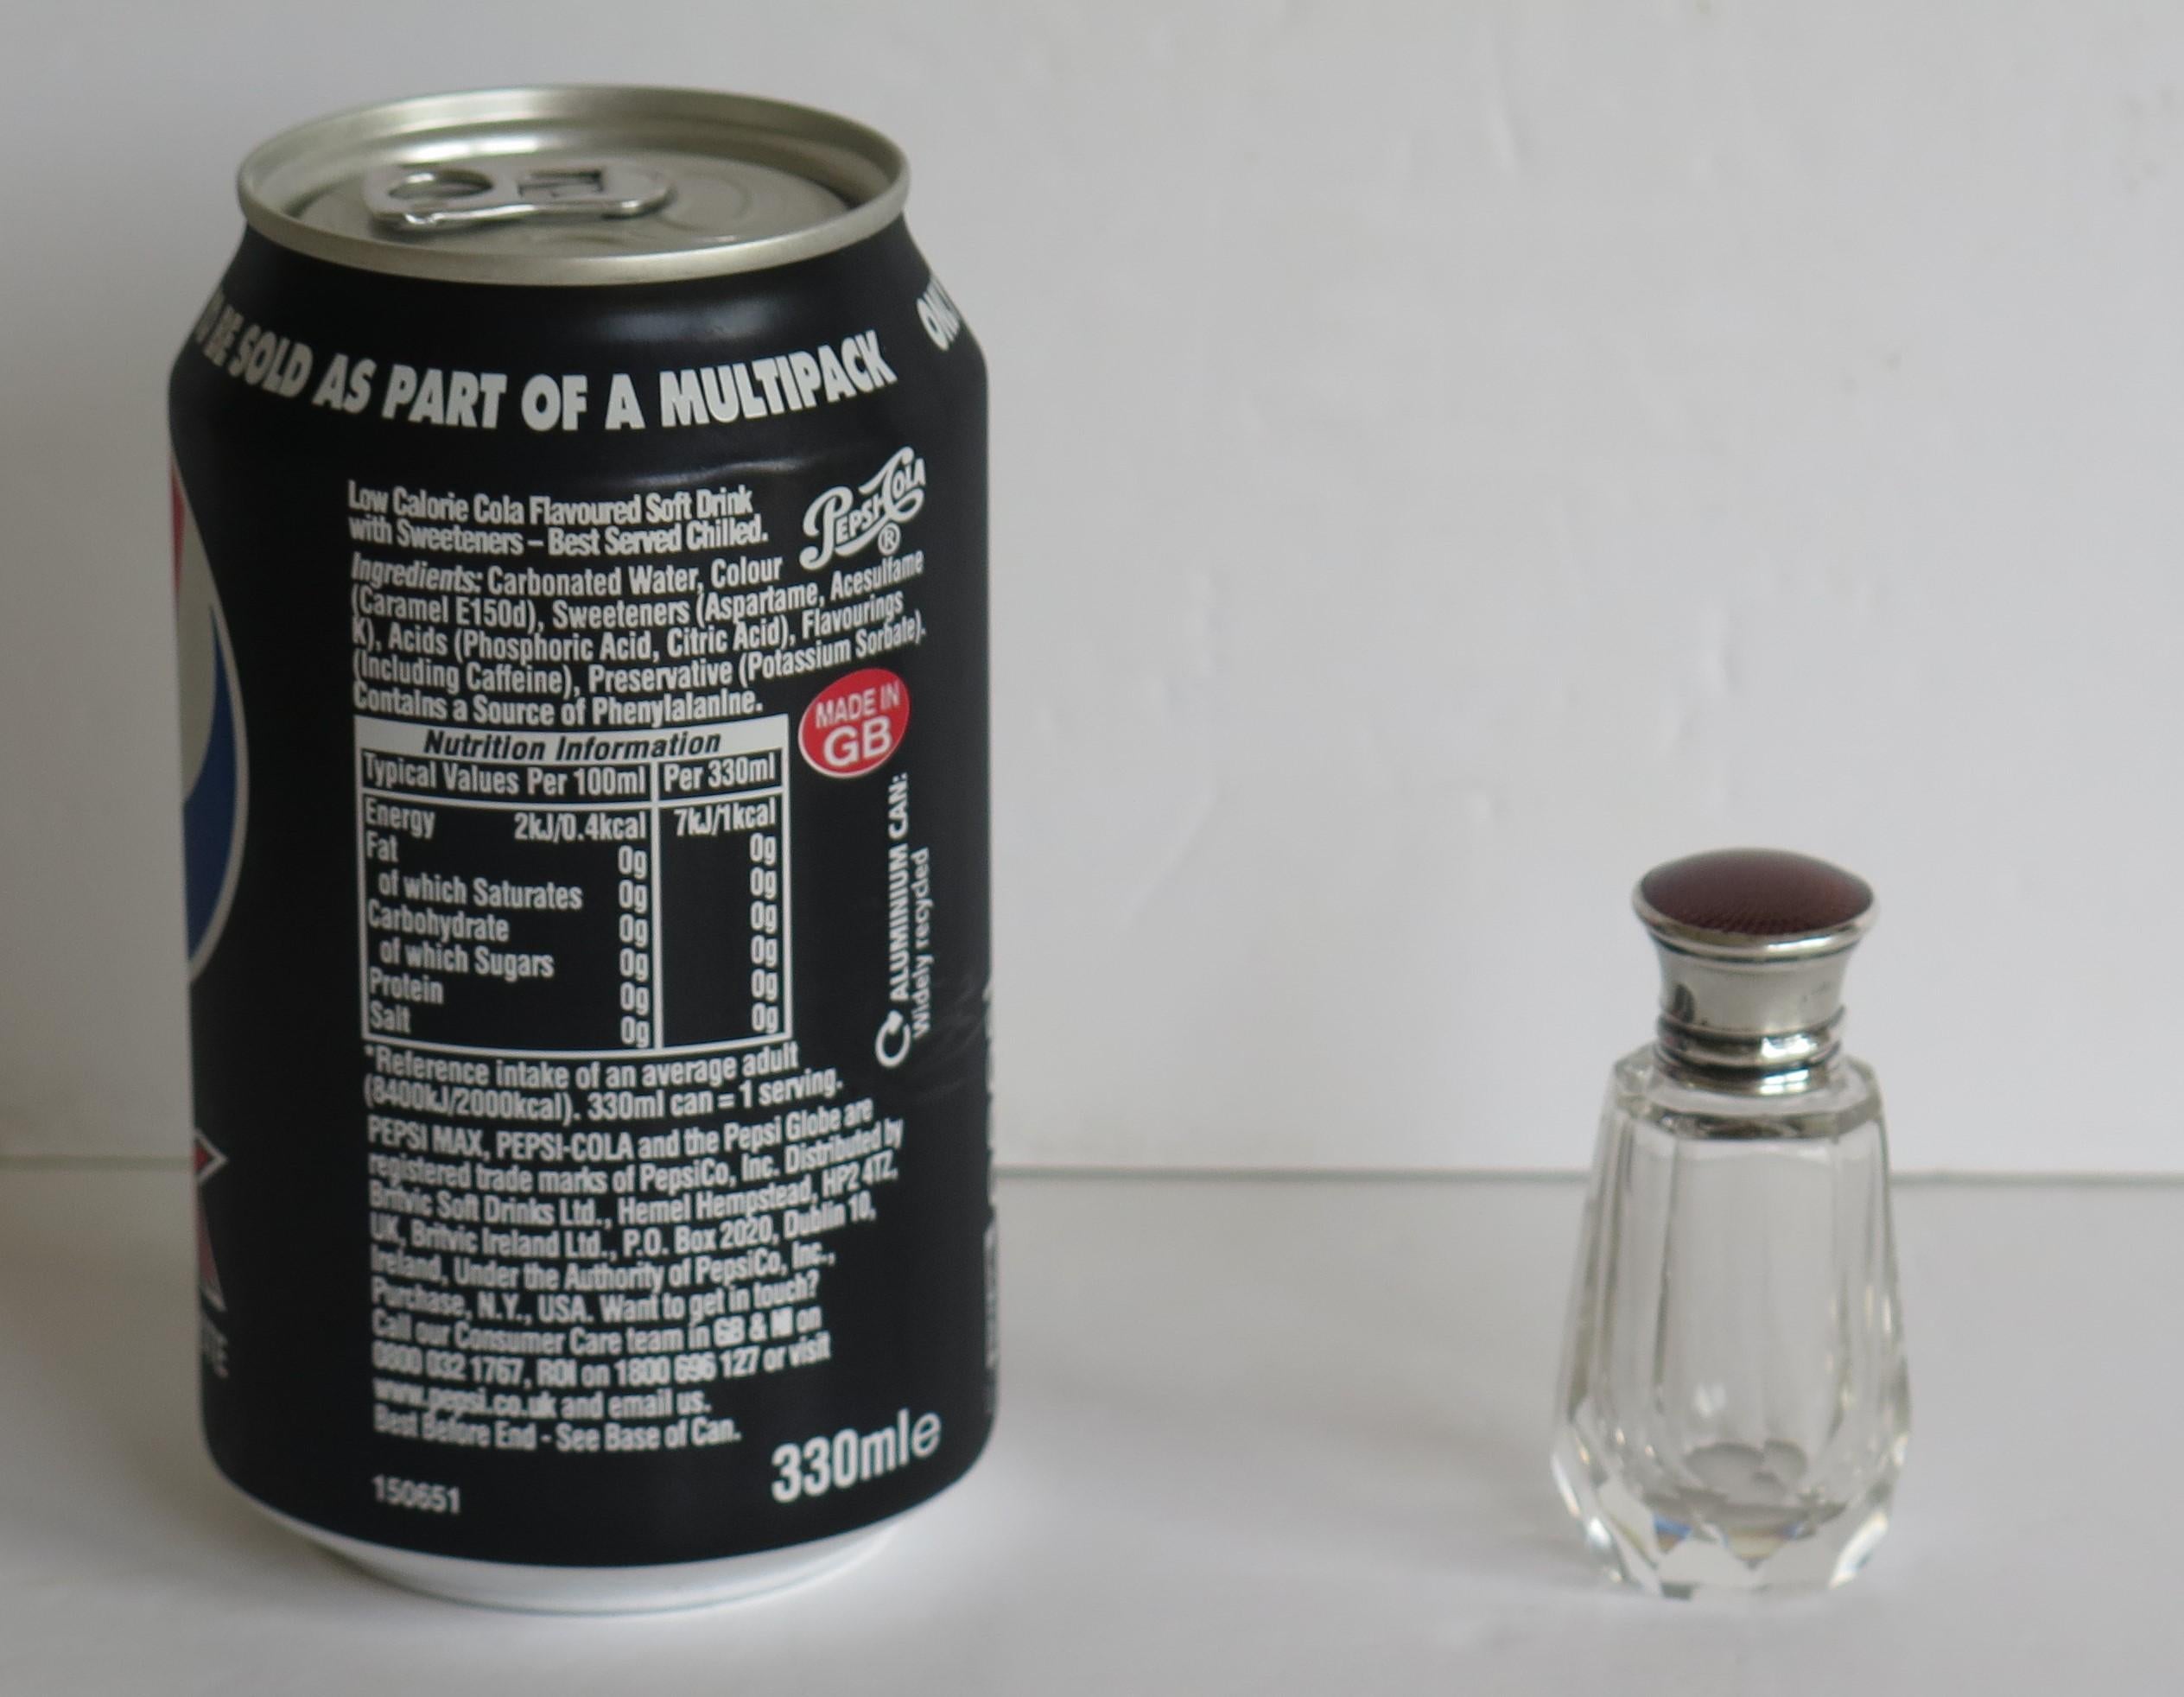 BE SOLD AS PART OF A MULTIPACK
Low Calorie Cola Flavoured Soft Drink
with Sweeteners – Best Served Chilled.
PEPSI-COLA ®
Ingredients: Carbonated Water, Colour
(Caramel E150d), Sweeteners (Aspartame, Acesulfame
K), Acids (Phosphoric Acid, Citric Acid), Flavourings
(Including Caffeine), Preservative (Potassium Sorbate).
Contains a Source of Phenylalanine.
MADE IN
GB
Nutrition Information
Typical Values Per 100ml Per 330ml
Energy 2kJ/0.4kcal 7kJ/1kcal
Fat 0g 0g
of which Saturates 0g 0g
Carbohydrate 0g 0g
of which Sugars 0g 0g
Protein 0g 0g
Salt 0g 0g
ALUMINIUM CAN:
Widely recycled
*Reference intake of an average adult
(8400kJ/2000kcal). 330ml can = 1 serving.
PEPSI MAX, PEPSI-COLA and the Pepsi Globe are
registered trade marks of PepsiCo, Inc. Distributed by
Britvic Soft Drinks Ltd., Hemel Hempstead, HP2 4TZ,
UK, Britvic Ireland Ltd., P.O. Box 2020, Dublin 10,
Ireland, Under the Authority of PepsiCo, Inc.,
Purchase, N.Y., USA. Want to get in touch?
Call our Consumer Care team in GB & NI on
0800 032 1767, ROI on 1800 696 127 or visit
www.pepsi.co.uk and email us.
Best Before End - See Base of Can.
330ml e
150651